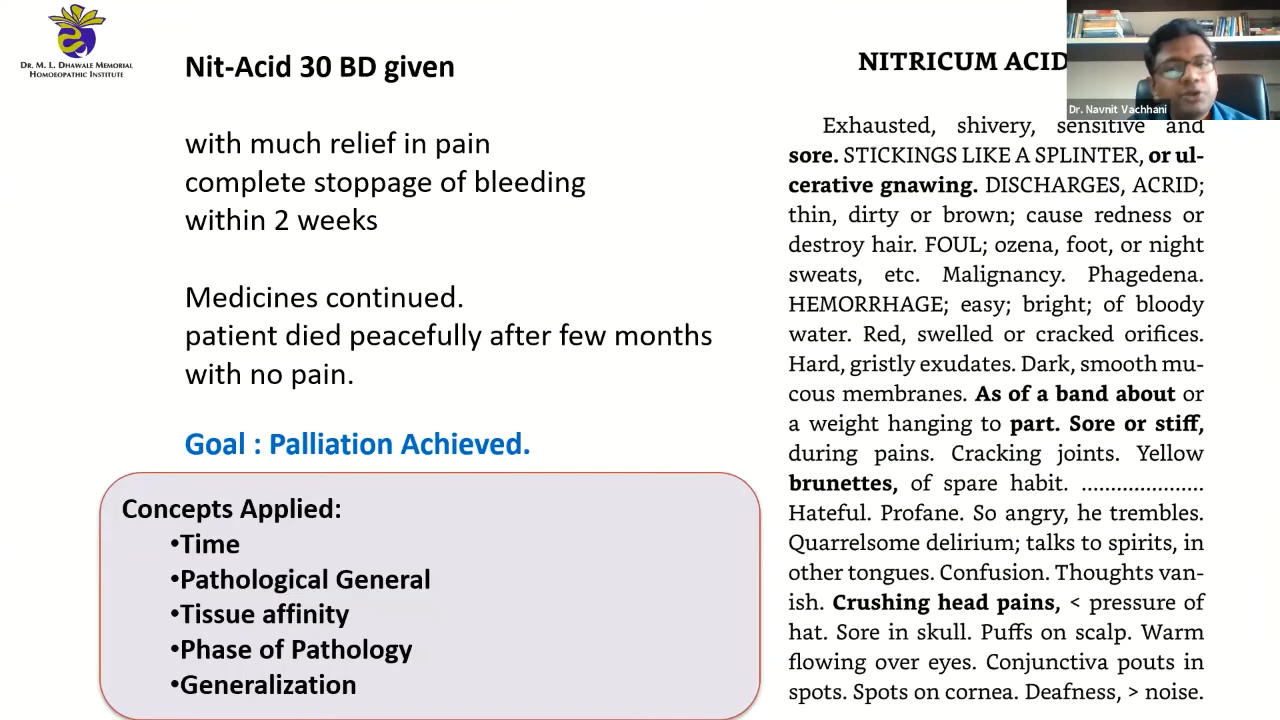 DR. M. L. DHAWALE MEMORIAL
HOMOEOPATHIC INSTITUTE
Nit-Acid 30 BD given
with much relief in pain
complete stoppage of bleeding
within 2 weeks
Medicines continued.
patient died peacefully after few months
with no pain.
Goal : Palliation Achieved.
Concepts Applied:
•Time
•Pathological General
•Tissue affinity
•Phase of Pathology
•Generalization
NITRICUM ACID
Dr. Navnit Vachhani
Exhausted, shivery, sensitive and
sore. STICKINGS LIKE A SPLINTER, or ul-
cerative gnawing. DISCHARGES, ACRID;
thin, dirty or brown; cause redness or
destroy hair. FOUL; ozena, foot, or night
sweats, etc. Malignancy. Phagedena.
HEMORRHAGE; easy; bright; of bloody
water. Red, swelled or cracked orifices.
Hard, gristly exudates. Dark, smooth mu-
cous membranes. As of a band about or
a weight hanging to part. Sore or stiff,
during pains. Cracking joints. Yellow
brunettes, of spare habit. .....................
Hateful. Profane. So angry, he trembles.
Quarrelsome delirium; talks to spirits, in
other tongues. Confusion. Thoughts van-
ish. Crushing head pains, < pressure of
hat. Sore in skull. Puffs on scalp. Warm
flowing over eyes. Conjunctiva pouts in
spots. Spots on cornea. Deafness, > noise.